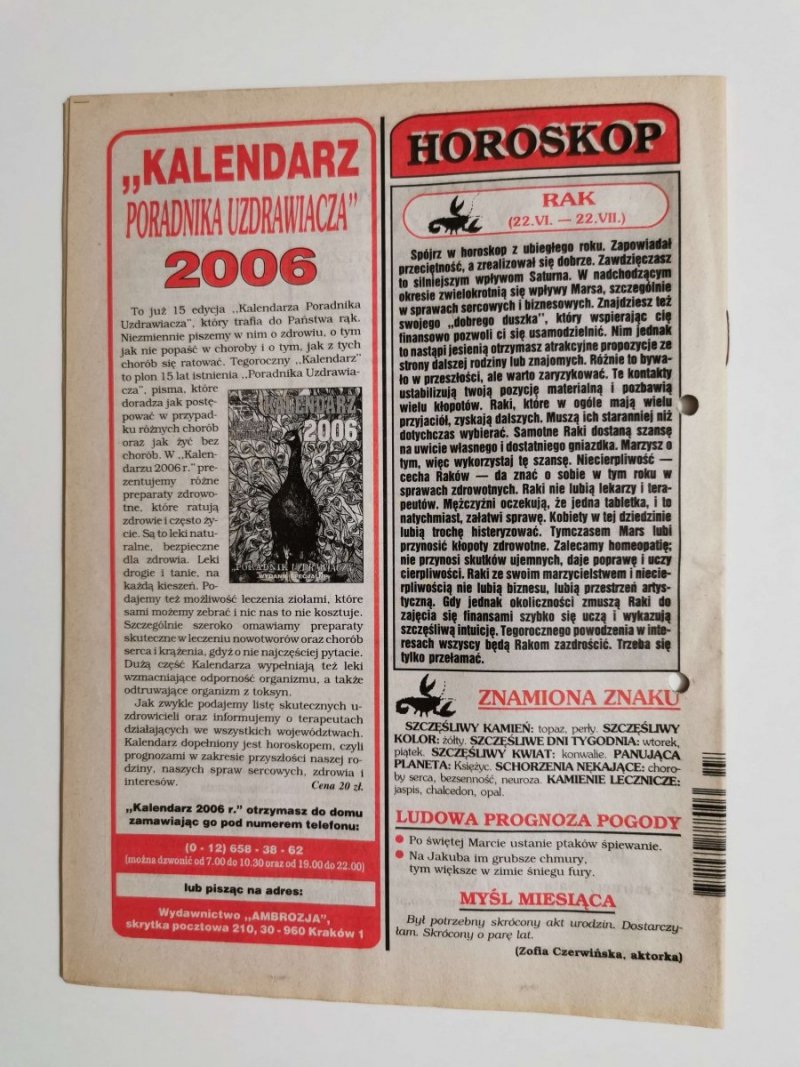 „KALENDARZ
PORADNIKA UZDRAWIACZA”
2006
To już 15 edycja „Kalendarza Poradnika
Uzdrawiacza”, który trafia do Państwa rąk.
Niezmiennie piszemy w nim o zdrowiu, o tym
jak nie popaść w choroby i o tym, jak z tych
chorób się ratować. Tegoroczny „Kalendarz”
to plon 15 lat istnienia „Poradnika Uzdrawia-
cza”, pisma, które
doradza jak postę-
pować w przypad-
ku różnych chorób
oraz jak żyć bez
chorób. W „Kalen-
darzu 2006 r.” pre-
zentujemy różne
preparaty zdrowo-
tne, które ratują
zdrowie i często ży-
cie. Są to leki natu-
ralne, bezpieczne
dla zdrowia. Leki
drogie i tanie, na
każdą kieszeń. Po-
dajemy też możliwość leczenia ziołami, które
sami możemy zebrać i nic nas to nie kosztuje.
Szczególnie szeroko omawiamy preparaty
skuteczne w leczeniu nowotworów oraz chorób
serca i krążenia, gdyż o nie najczęściej pytacie.
Dużą część Kalendarza wypełniają też leki
wzmacniające odporność organizmu, a także
odtruwające organizm z toksyn.
Jak zwykle podajemy listę skutecznych u-
zdrowicieli oraz informujemy o terapeutach
działających we wszystkich województwach.
Kalendarz dopełniony jest horoskopem, czyli
prognozami w zakresie przyszłości naszej ro-
dziny, naszych spraw sercowych, zdrowia i
interesów. Cena 20 zł.
KALENDARZ
2006
PORADNIK UZDRAWIACZA
WYDANIE SPECJALNE
„Kalendarz 2006 r.” otrzymasz do domu
zamawiając go pod numerem telefonu:
(0 - 12) 658 - 38 - 62
(można dzwonić od 7.00 do 10.30 oraz od 19.00 do 22.00)
lub pisząc na adres:
Wydawnictwo „AMBROZJA”,
skrytka pocztowa 210, 30 - 960 Kraków 1
HOROSKOP
RAK
(22.VI. — 22.VII.)
Spójrz w horoskop z ubiegłego roku. Zapowiadał
przeciętność, a zrealizował się dobrze. Zawdzięczasz
to silniejszym wpływom Saturna. W nadchodzącym
okresie zwielokrotnią się wpływy Marsa, szczególnie
w sprawach sercowych i biznesowych. Znajdziesz też
swojego „dobrego duszka”, który wspierając cię
finansowo pozwoli ci się usamodzielnić. Nim jednak
to nastąpi jesienią otrzymasz atrakcyjne propozycje ze
strony dalszej rodziny lub znajomych. Różnie to bywa-
ło w przeszłości, ale warto zaryzykować. Te kontakty
ustabilizują twoją pozycję materialną i pozbawią
wielu kłopotów. Raki, które w ogóle mają wielu
przyjaciół, zyskają dalszych. Muszą ich staranniej niż
dotychczas wybierać. Samotne Raki dostaną szansę
na uwicie własnego i dostatniego gniazdka. Marzysz o
tym, więc wykorzystaj tę szansę. Niecierpliwość —
cecha Raków — da znać o sobie w tym roku w
sprawach zdrowotnych. Raki nie lubią lekarzy i tera-
peutów. Mężczyźni oczekują, że jedna tabletka, i to
natychmiast, załatwi sprawę. Kobiety w tej dziedzinie
lubią trochę histeryzować. Tymczasem Mars lubi
przynosić kłopoty zdrowotne. Zalecamy homeopatię;
nie przynosi skutków ujemnych, daje poprawę i uczy
cierpliwości. Raki ze swoim marzycielstwem i niecier-
pliwością nie lubią biznesu, lubią przestrzeń artys-
tyczną. Gdy jednak okoliczności zmuszą Raki do
zajęcia się finansami szybko się uczą i wykazują
szczęśliwą intuicję. Tegorocznego powodzenia w inte-
resach wszyscy będą Rakom zazdrościć. Trzeba się
tylko przełamać.
ZNAMIONA ZNAKU
SZCZĘŚLIWY KAMIEŃ: topaz, perły. SZCZĘŚLIWY
KOLOR: żółty. SZCZĘŚLIWE DNI TYGODNIA: wtorek,
piątek. SZCZĘŚLIWY KWIAT: konwalie. PANUJĄCA
PLANETA: Księżyc. SCHORZENIA NĘKAJĄCE: choro-
by serca, bezsenność, neuroza. KAMIENIE LECZNICZE:
jaspis, chalcedon, opal.
LUDOWA PROGNOZA POGODY
● Po świętej Marcie ustanie ptaków śpiewanie.
● Na Jakuba im grubsze chmury,
tym większe w zimie śniegu fury.
MYŚL MIESIĄCA
Był potrzebny skrócony akt urodzin. Dostarczy-
łam. Skrócony o parę lat.
(Zofia Czerwińska, aktorka)